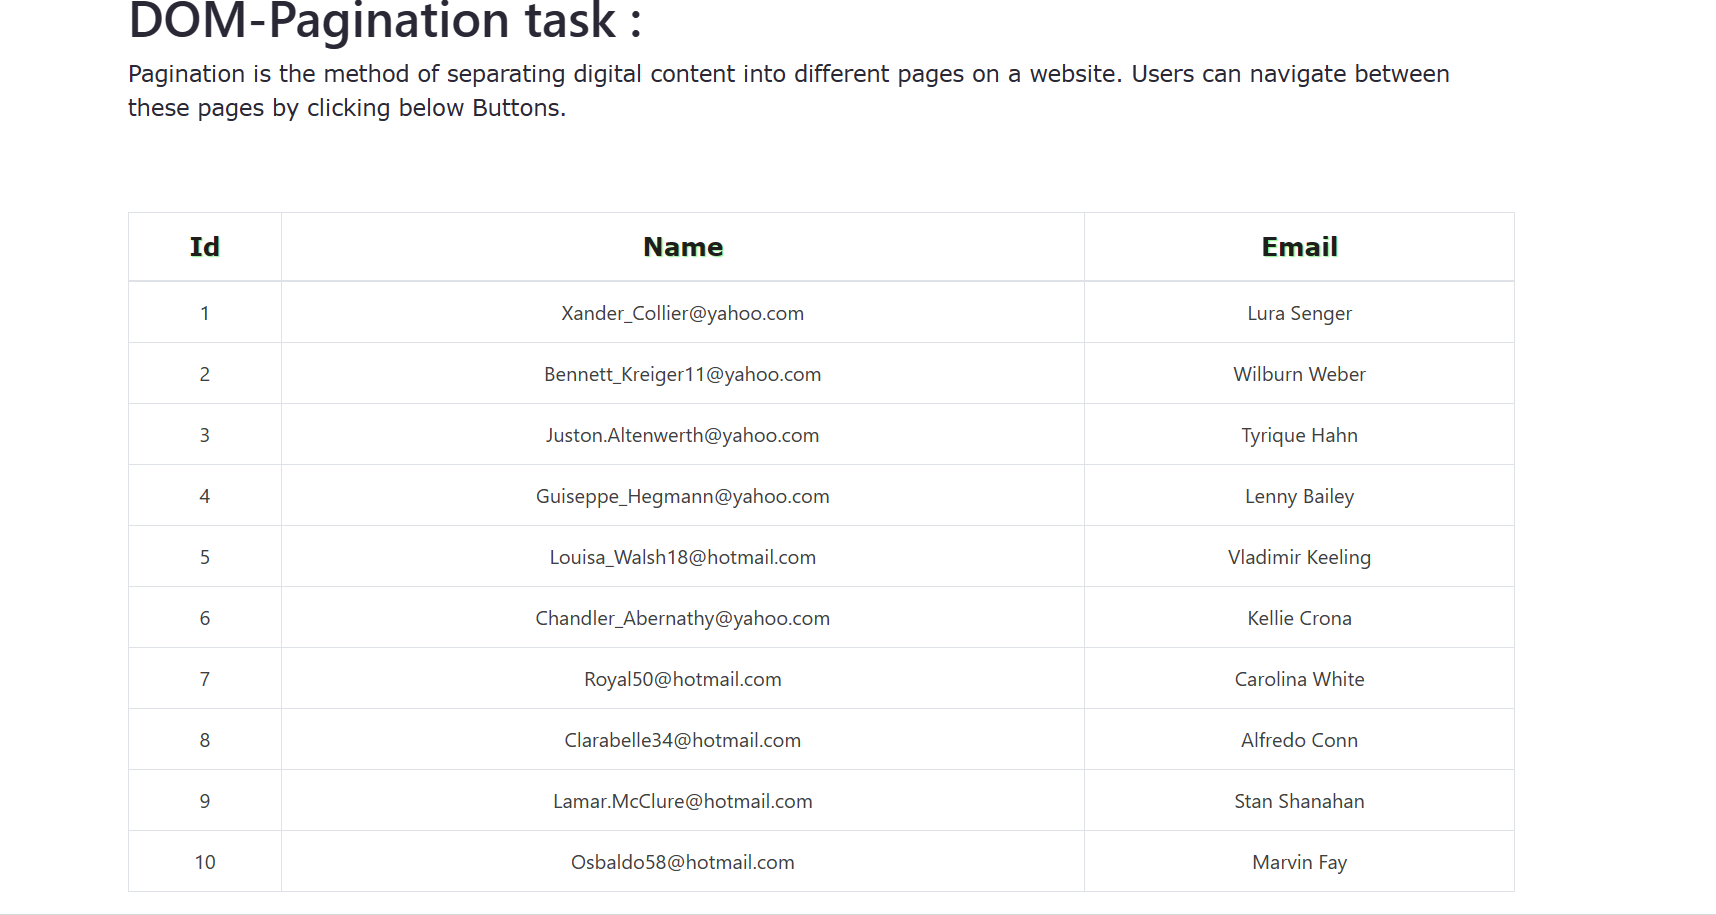 DOM-Pagination task :
Pagination is the method of separating digital content into different pages on a website. Users can navigate between
these pages by clicking below Buttons.
Id Name Email
1 Xander_Collier@yahoo.com Lura Senger
2 Bennett_Kreiger11@yahoo.com Wilburn Weber
3 Juston.Altenwerth@yahoo.com Tyrique Hahn
4 Guiseppe_Hegmann@yahoo.com Lenny Bailey
5 Louisa_Walsh18@hotmail.com Vladimir Keeling
6 Chandler_Abernathy@yahoo.com Kellie Crona
7 Royal50@hotmail.com Carolina White
8 Clarabelle34@hotmail.com Alfredo Conn
9 Lamar.McClure@hotmail.com Stan Shanahan
10 Osbaldo58@hotmail.com Marvin Fay